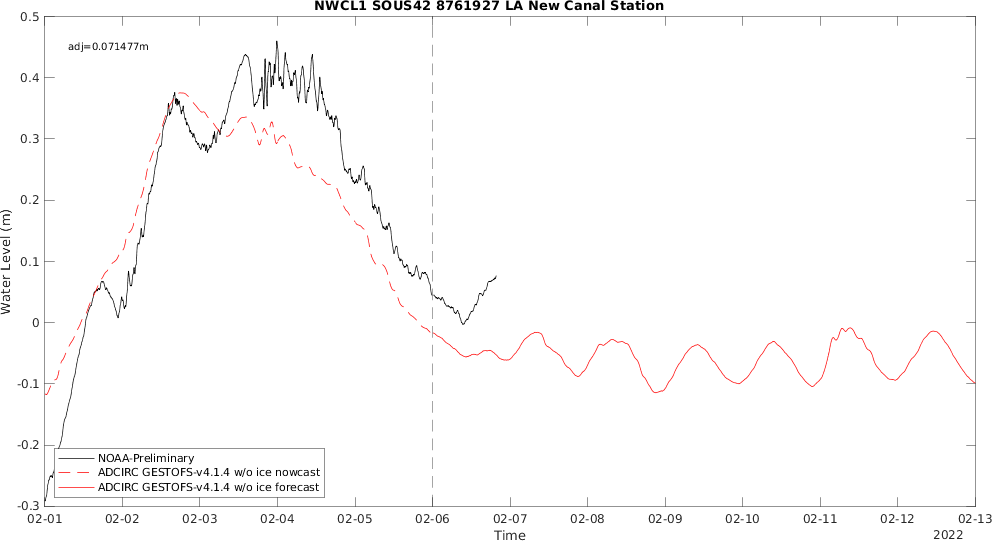 NWCL1 SOUS42 8761927 LA New Canal Station
adj=0.071477m
Water Level (m)
0.5
0.4
0.3
0.2
0.1
0
-0.1
-0.2
-0.3
NOAA-Preliminary
ADCIRC GESTOFS-v4.1.4 w/o ice nowcast
ADCIRC GESTOFS-v4.1.4 w/o ice forecast
02-01 02-02 02-03 02-04 02-05 02-06 02-07 02-08 02-09 02-10 02-11 02-12 02-13
Time
2022